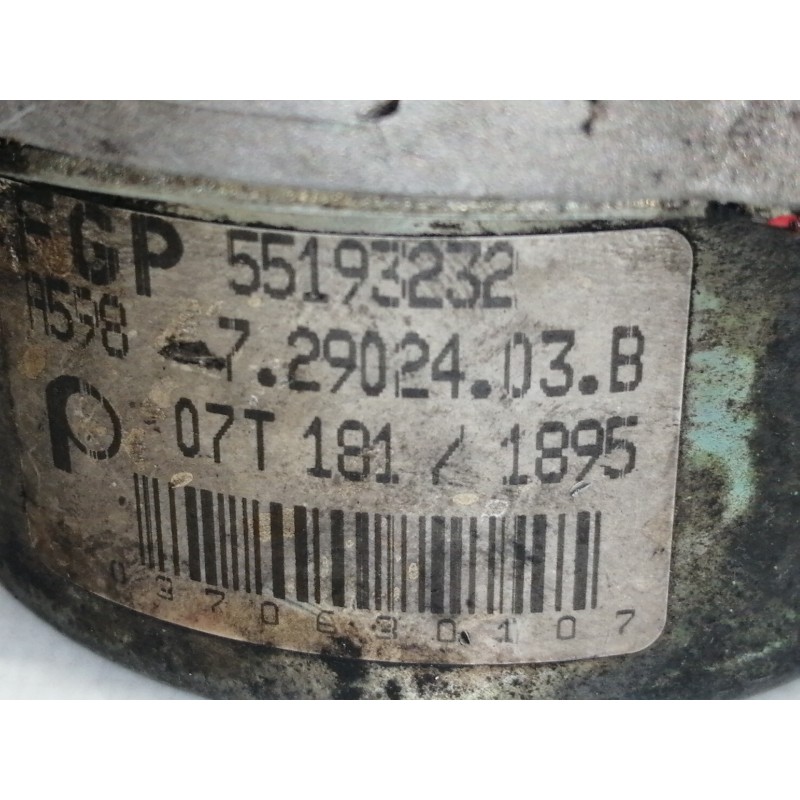 FGP 55193232
A598 7.29024.03.B
07T 181 / 1895
0370630107